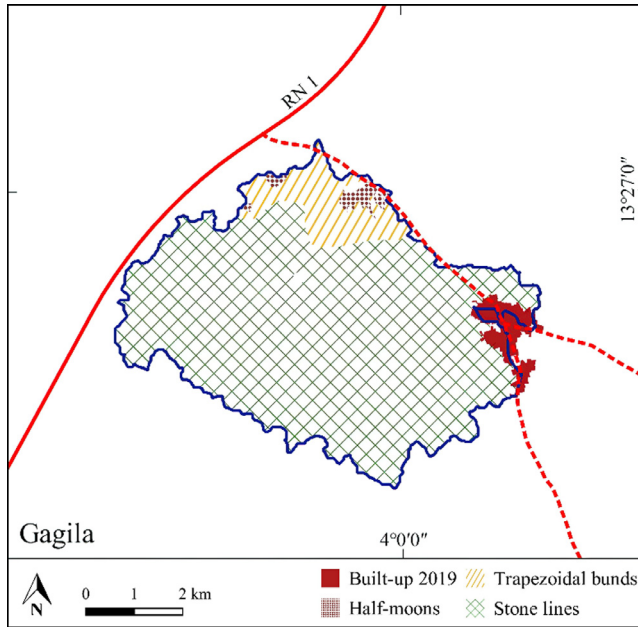 RN 1
13°27'0"
Gagila
4°0'0"
0 1 2 km
N
Built-up 2019
Trapezoidal bunds
Half-moons
Stone lines